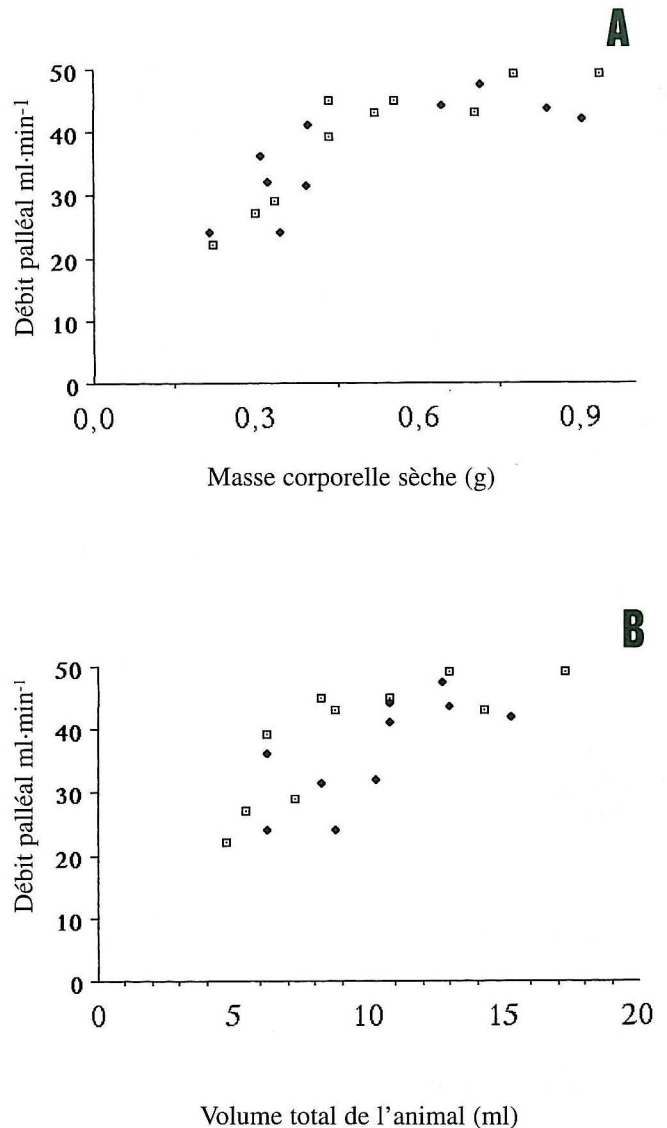 A
Débit palléal ml·min-1
50
40
30
20
10
0
0,0 0,3 0,6 0,9
Masse corporelle sèche (g)
B
Débit palléal ml·min-1
50
40
30
20
10
0
0 5 10 15 20
Volume total de l'animal (ml)